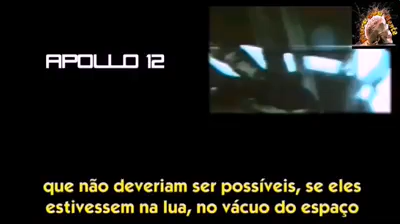 APOLLO 12
que não deveriam ser possíveis, se eles
estivessem na lua, no vácuo do espaço